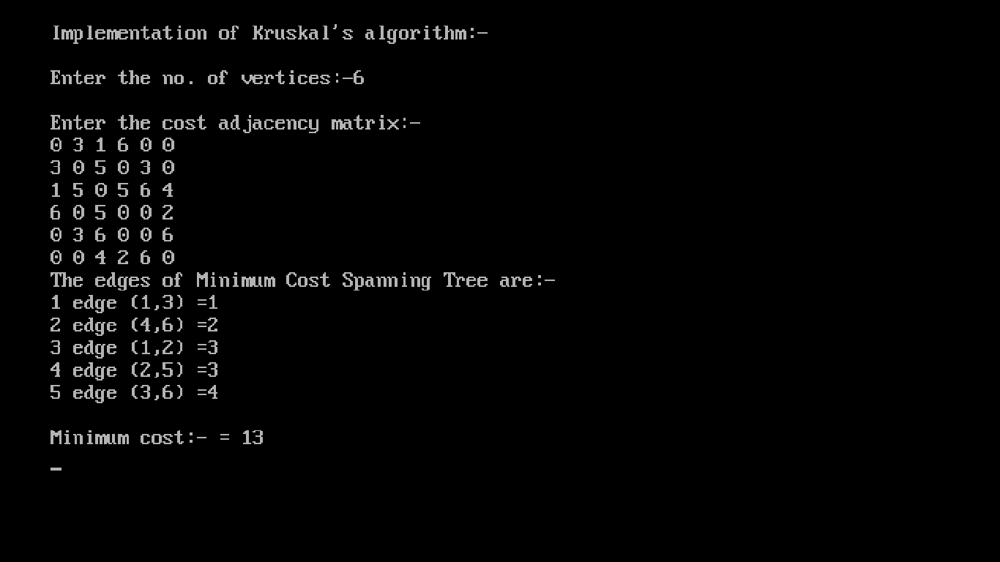 Implementation of Kruskal's algorithm:-
Enter the no. of vertices:-6
Enter the cost adjacency matrix:-
0 3 1 6 0 0
3 0 5 0 3 0
1 5 0 5 6 4
6 0 5 0 0 2
0 3 6 0 0 6
0 0 4 2 6 0
The edges of Minimum Cost Spanning Tree are:-
1 edge (1,3) =1
2 edge (4,6) =2
3 edge (1,2) =3
4 edge (2,5) =3
5 edge (3,6) =4
Minimum cost:- = 13